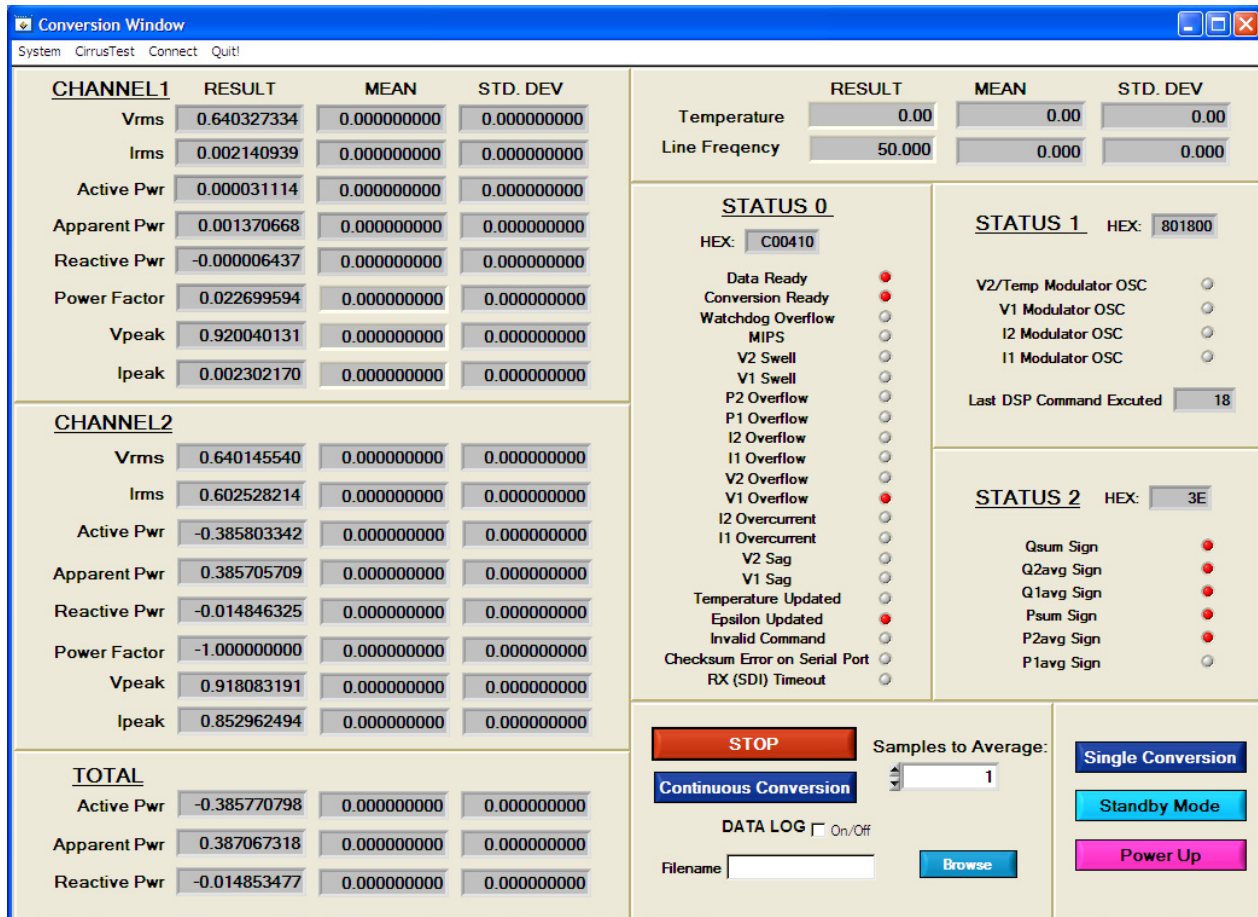 Conversion Window
System CirrusTest Connect Quit!
CHANNEL1 RESULT MEAN STD. DEV
Vrms 0.640327334 0.000000000 0.000000000
Irms 0.002140939 0.000000000 0.000000000
Active Pwr 0.000031114 0.000000000 0.000000000
Apparent Pwr 0.001370668 0.000000000 0.000000000
Reactive Pwr -0.000006437 0.000000000 0.000000000
Power Factor 0.022699594 0.000000000 0.000000000
Vpeak 0.920040131 0.000000000 0.000000000
Ipeak 0.002302170 0.000000000 0.000000000
CHANNEL2
Vrms 0.640145540 0.000000000 0.000000000
Irms 0.602528214 0.000000000 0.000000000
Active Pwr -0.385803342 0.000000000 0.000000000
Apparent Pwr 0.385705709 0.000000000 0.000000000
Reactive Pwr -0.014846325 0.000000000 0.000000000
Power Factor -1.000000000 0.000000000 0.000000000
Vpeak 0.918083191 0.000000000 0.000000000
Ipeak 0.852962494 0.000000000 0.000000000
TOTAL
Active Pwr -0.385770798 0.000000000 0.000000000
Apparent Pwr 0.387067318 0.000000000 0.000000000
Reactive Pwr -0.014853477 0.000000000 0.000000000
RESULT MEAN STD. DEV
Temperature 0.00 0.00 0.00
Line Freqency 50.000 0.000 0.000
STATUS 0
HEX: C00410
Data Ready
Conversion Ready
Watchdog Overflow
MIPS
V2 Swell
V1 Swell
P2 Overflow
P1 Overflow
I2 Overflow
I1 Overflow
V2 Overflow
V1 Overflow
I2 Overcurrent
I1 Overcurrent
V2 Sag
V1 Sag
Temperature Updated
Epsilon Updated
Invalid Command
Checksum Error on Serial Port
RX (SDI) Timeout
STATUS 1 HEX: 801800
V2/Temp Modulator OSC
V1 Modulator OSC
I2 Modulator OSC
I1 Modulator OSC
Last DSP Command Excuted 18
STATUS 2 HEX: 3E
Qsum Sign
Q2avg Sign
Q1avg Sign
Psum Sign
P2avg Sign
P1avg Sign
STOP
Continuous Conversion
Samples to Average:
1
DATA LOG On/Off
Filename Browse
Single Conversion
Standby Mode
Power Up